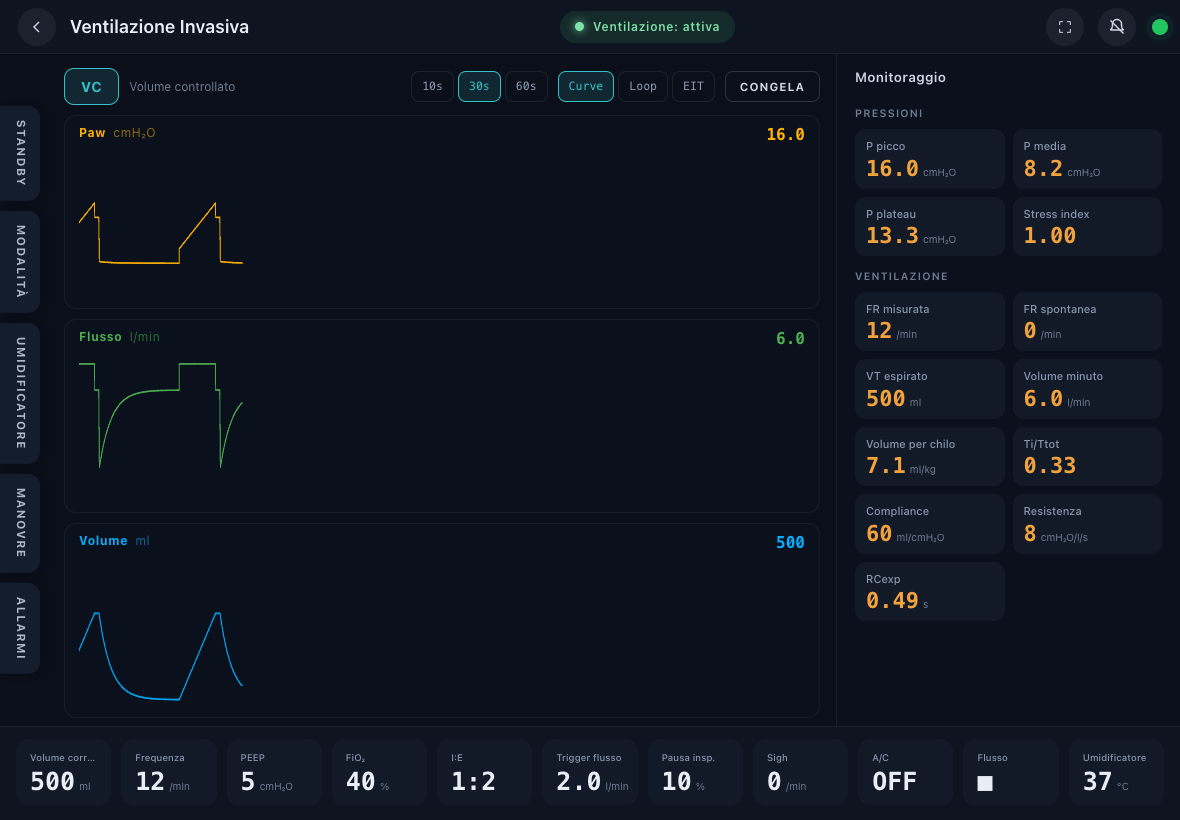 Ventilazione Invasiva
Ventilazione: attiva
STANDBY
MODALITÀ
UMIDIFICATORE
MANOVRE
ALLARMI
VC Volume controllato
10s 30s 60s Curve Loop EIT CONGELA
Paw cmH₂O 16.0
Flusso l/min 6.0
Volume ml 500
Monitoraggio
PRESSIONI
P picco
16.0 cmH₂O
P media
8.2 cmH₂O
P plateau
13.3 cmH₂O
Stress index
1.00
VENTILAZIONE
FR misurata
12 /min
FR spontanea
0 /min
VT espirato
500 ml
Volume minuto
6.0 l/min
Volume per chilo
7.1 ml/kg
Ti/Ttot
0.33
Compliance
60 ml/cmH₂O
Resistenza
8 cmH₂O/l/s
RCexp
0.49 s
Volume corr…
500 ml
Frequenza
12 /min
PEEP
5 cmH₂O
FiO₂
40 %
I:E
1:2
Trigger flusso
2.0 l/min
Pausa insp.
10 %
Sigh
0 /min
A/C
OFF
Flusso
■
Umidificatore
37 °C